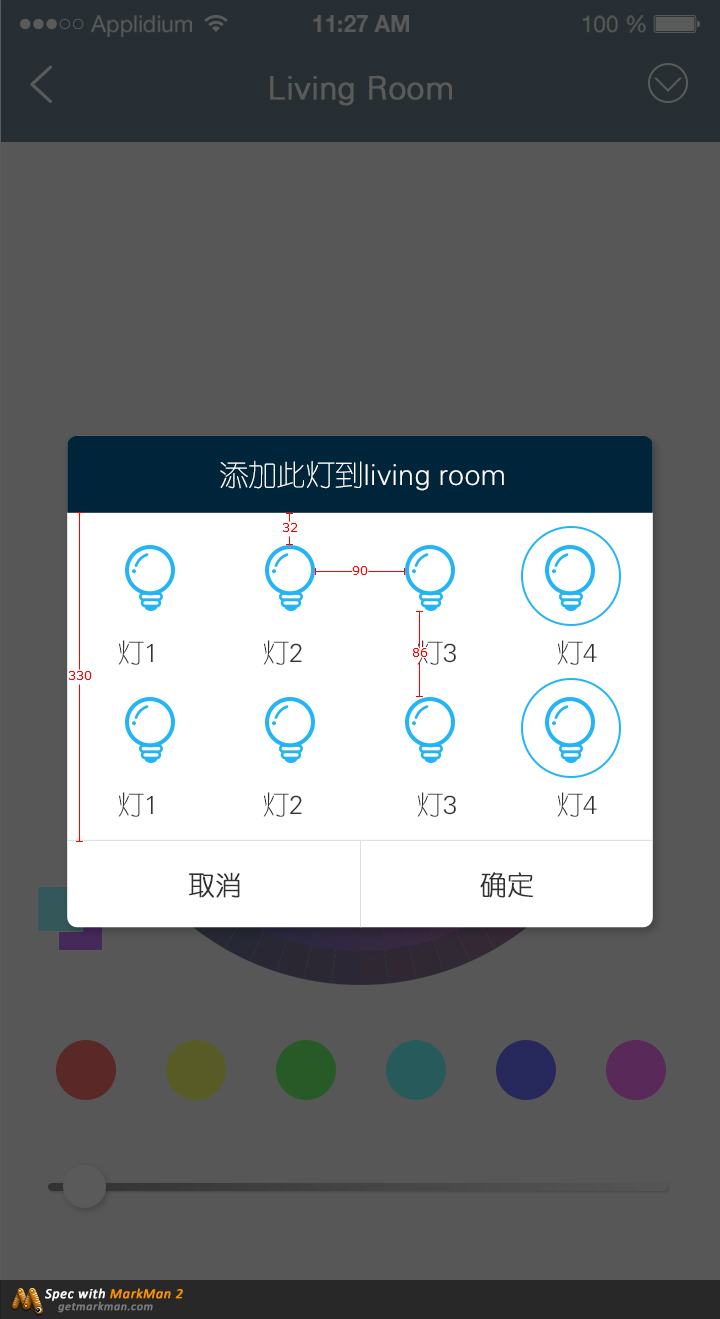 Applidium 11:27 AM 100 %
Living Room
添加此灯到living room
32
90
灯1 灯2 灯3 灯4
86
330
灯1 灯2 灯3 灯4
取消 确定
Spec with MarkMan 2
getmarkman.com